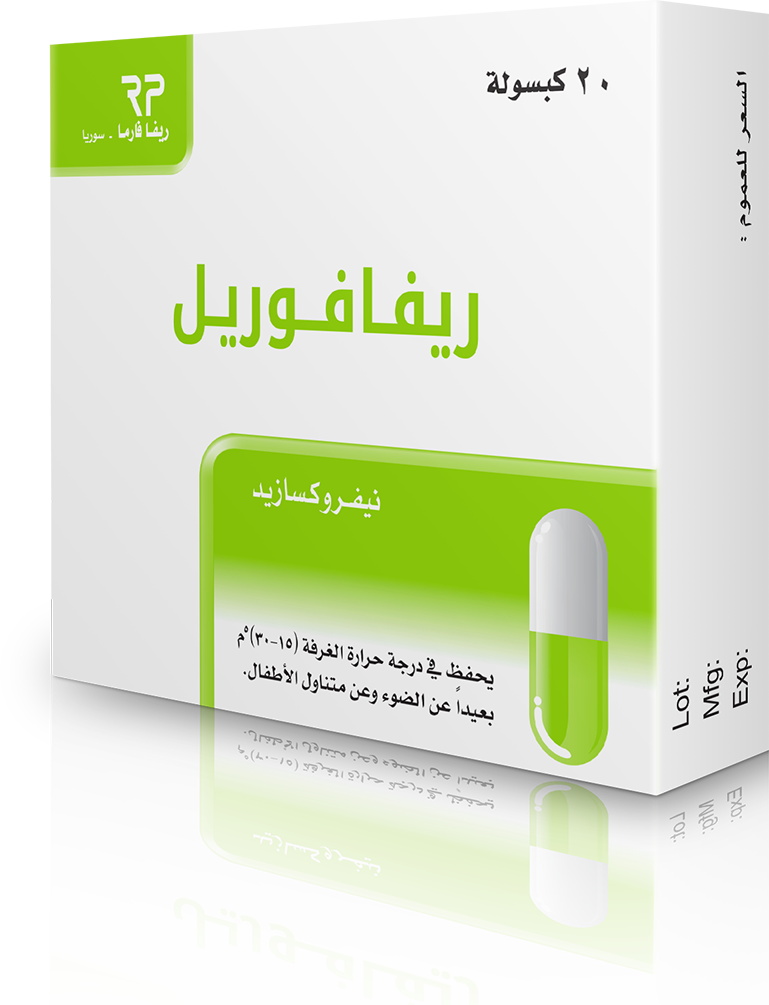 RP
ريفا فارما - سوريا
٢٠ كبسولة
ريفافوريل
نيفروكسازيد
يحفظ في درجة حرارة الغرفة (١٥-٣٠)°م
بعيداً عن الضوء وعن متناول الأطفال.
السعر للعموم :
Lot:
Mfg:
Exp: